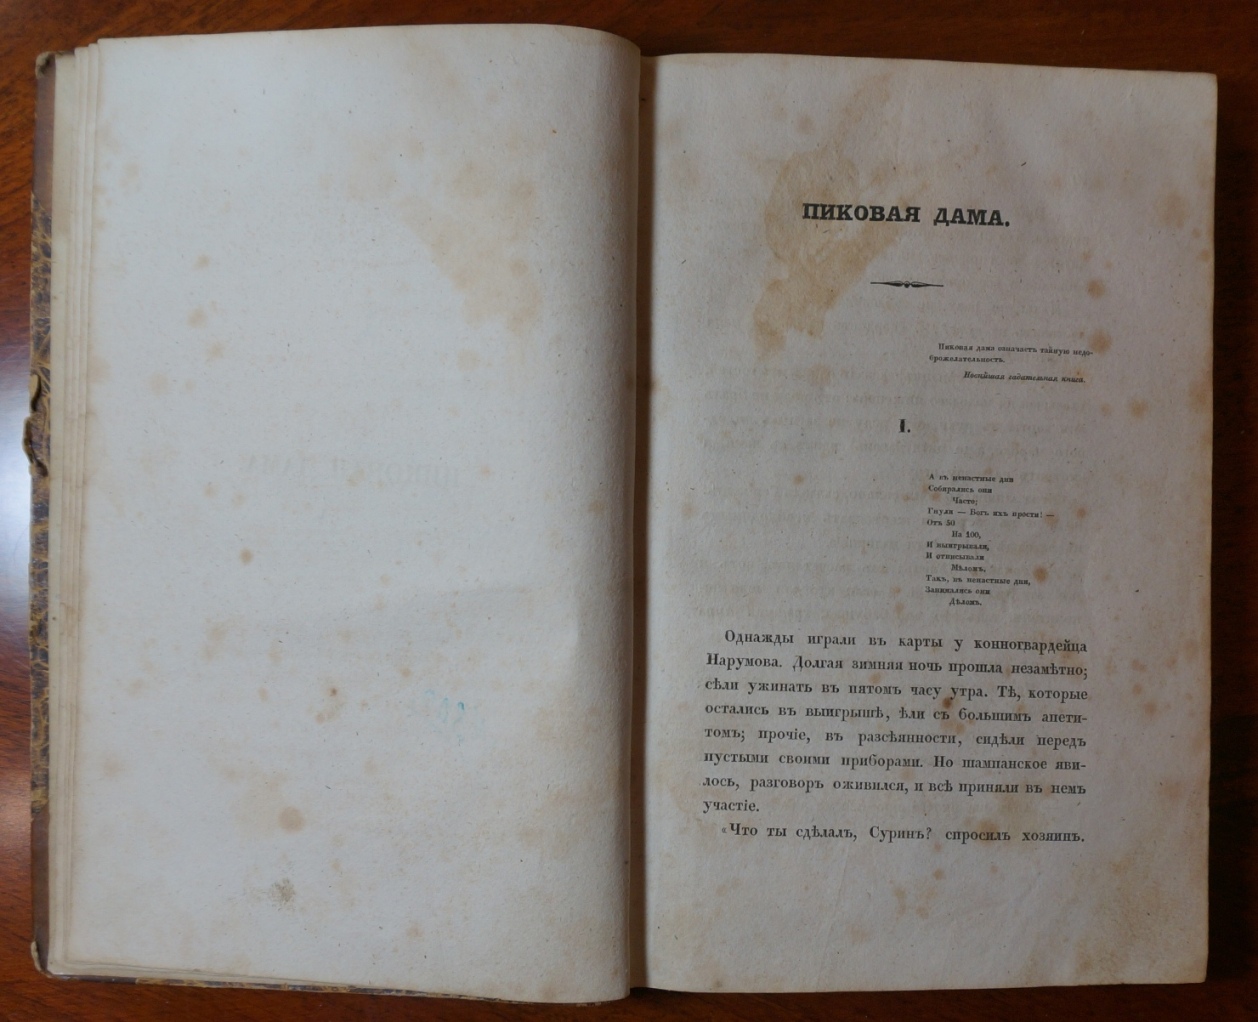 ПИКОВАЯ ДАМА.
Пиковая дама означаетъ тайную недо-
брожелательность.
Новѣйшая гадательная книга.
I.
А въ ненастные дни
Собирались они
Часто;
Гнули — Богъ ихъ прости! —
Отъ 50
На 100,
И выигрывали,
И отписывали
Мѣломъ.
Такъ, въ ненастные дни,
Занимались они
Дѣломъ.
Однажды играли въ карты у конногвардейца
Нарумова. Долгая зимняя ночь прошла незамѣтно;
сѣли ужинать въ пятомъ часу утра. Тѣ, которые
остались въ выигрышѣ, ѣли съ большимъ апети-
томъ; прочіе, въ разсѣянности, сидѣли передъ
пустыми своими приборами. Но шампанское яви-
лось, разговоръ оживился, и всѣ приняли въ немъ
участіе.
«Что ты сдѣлалъ, Суринъ? спросилъ хозяинъ.